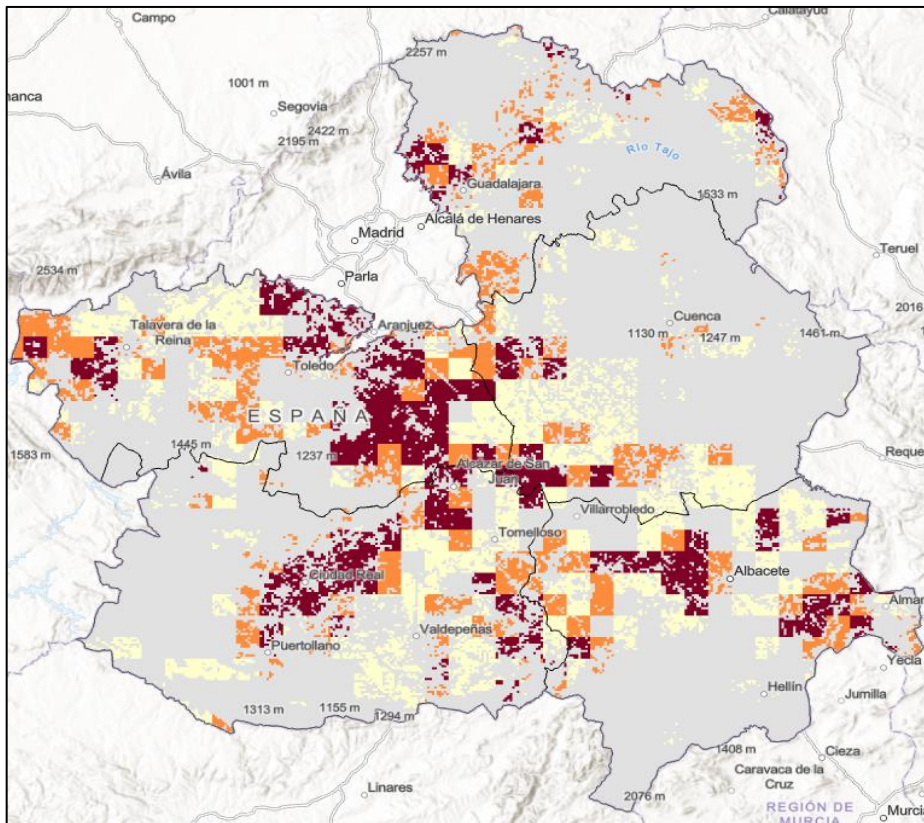 Campo
Calatayud
2257 m
1001 m
Segovia
2422 m
2195 m
Ávila
Río Tajo
Guadalajara
1533 m
Alcalá de Henares
Madrid
Teruel
2534 m
Parla
2016
Aranjuez
Cuenca
1130 m
1247 m
1461 m
Talavera de la
Reina
Toledo
ESPAÑA
1445 m
1237 m
1583 m
Reque
Alcázar de San
Juan
Villarrobledo
Tomelloso
Ciudad Real
Albacete
Alman
Valdepeñas
Puertollano
Yecla
Hellín
Jumilla
1313 m
1155 m
1294 m
1408 m
Cieza
Linares
Caravaca de la
Cruz
2076 m
REGIÓN DE
MURCIA
Murcia